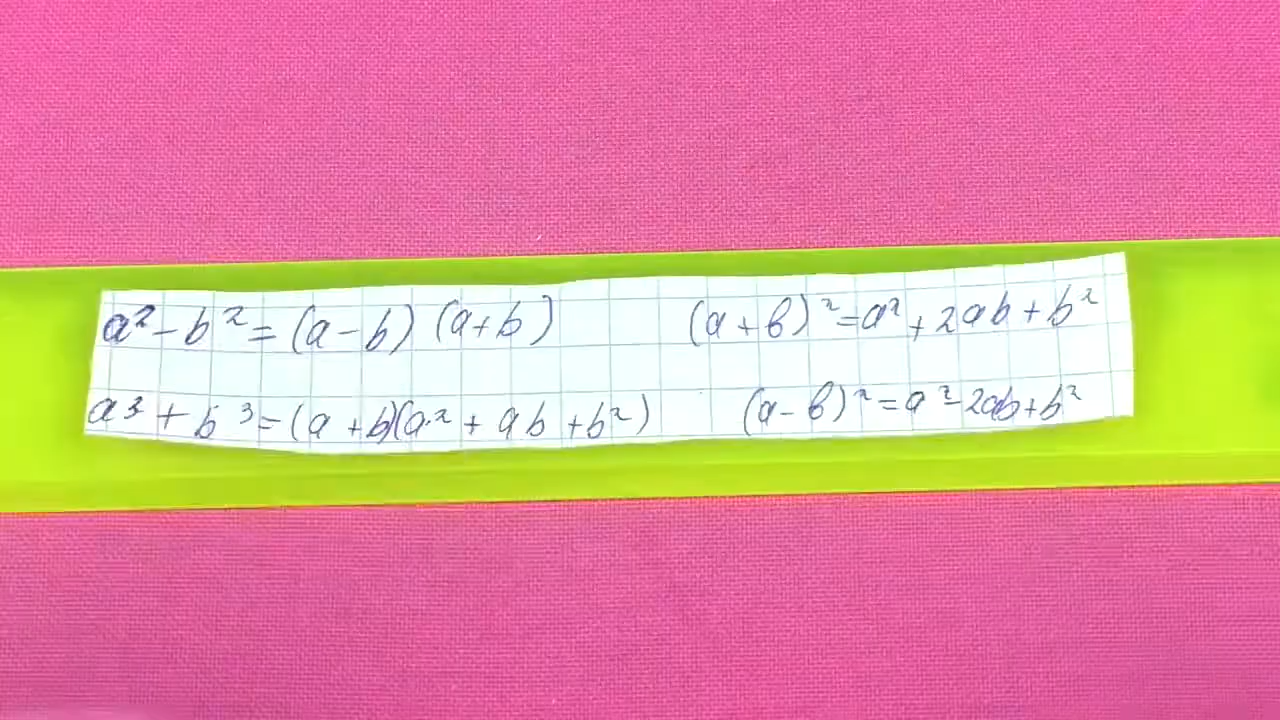 a² - b² = (a - b) (a + b) (a + b)² = a² + 2ab + b²
a³ + b³ = (a + b)(a² + ab + b²) (a - b)² = a² - 2ab + b²